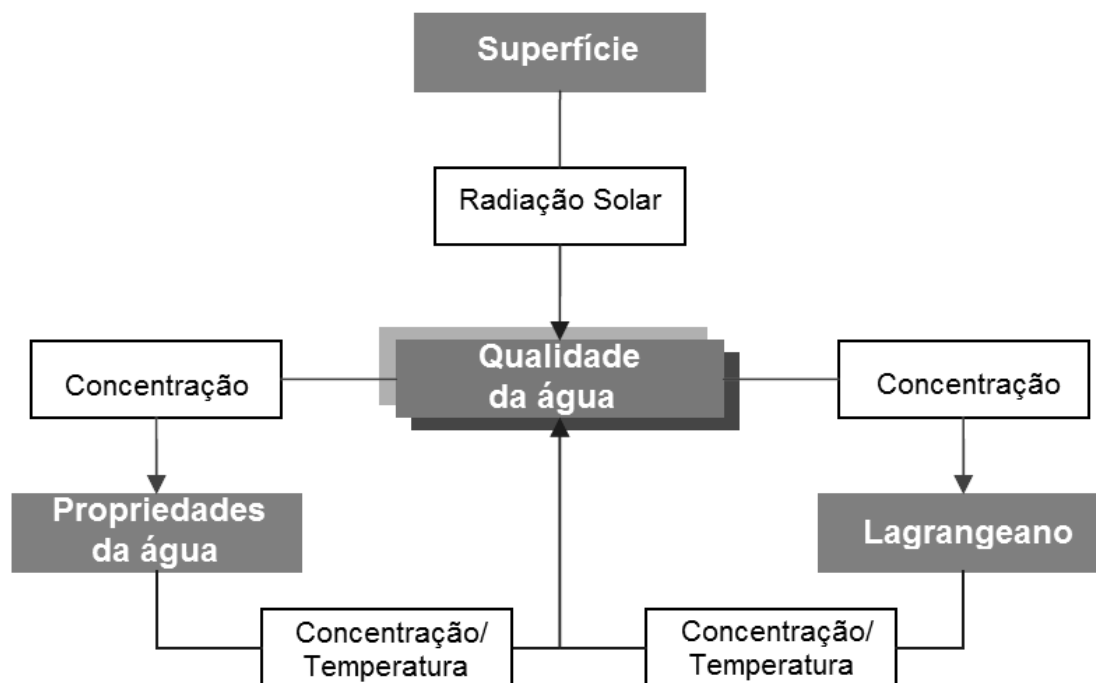 Superfície
Radiação Solar
Qualidade
da água
Concentração
Concentração
Propriedades
da água
Lagrangeano
Concentração/
Temperatura
Concentração/
Temperatura